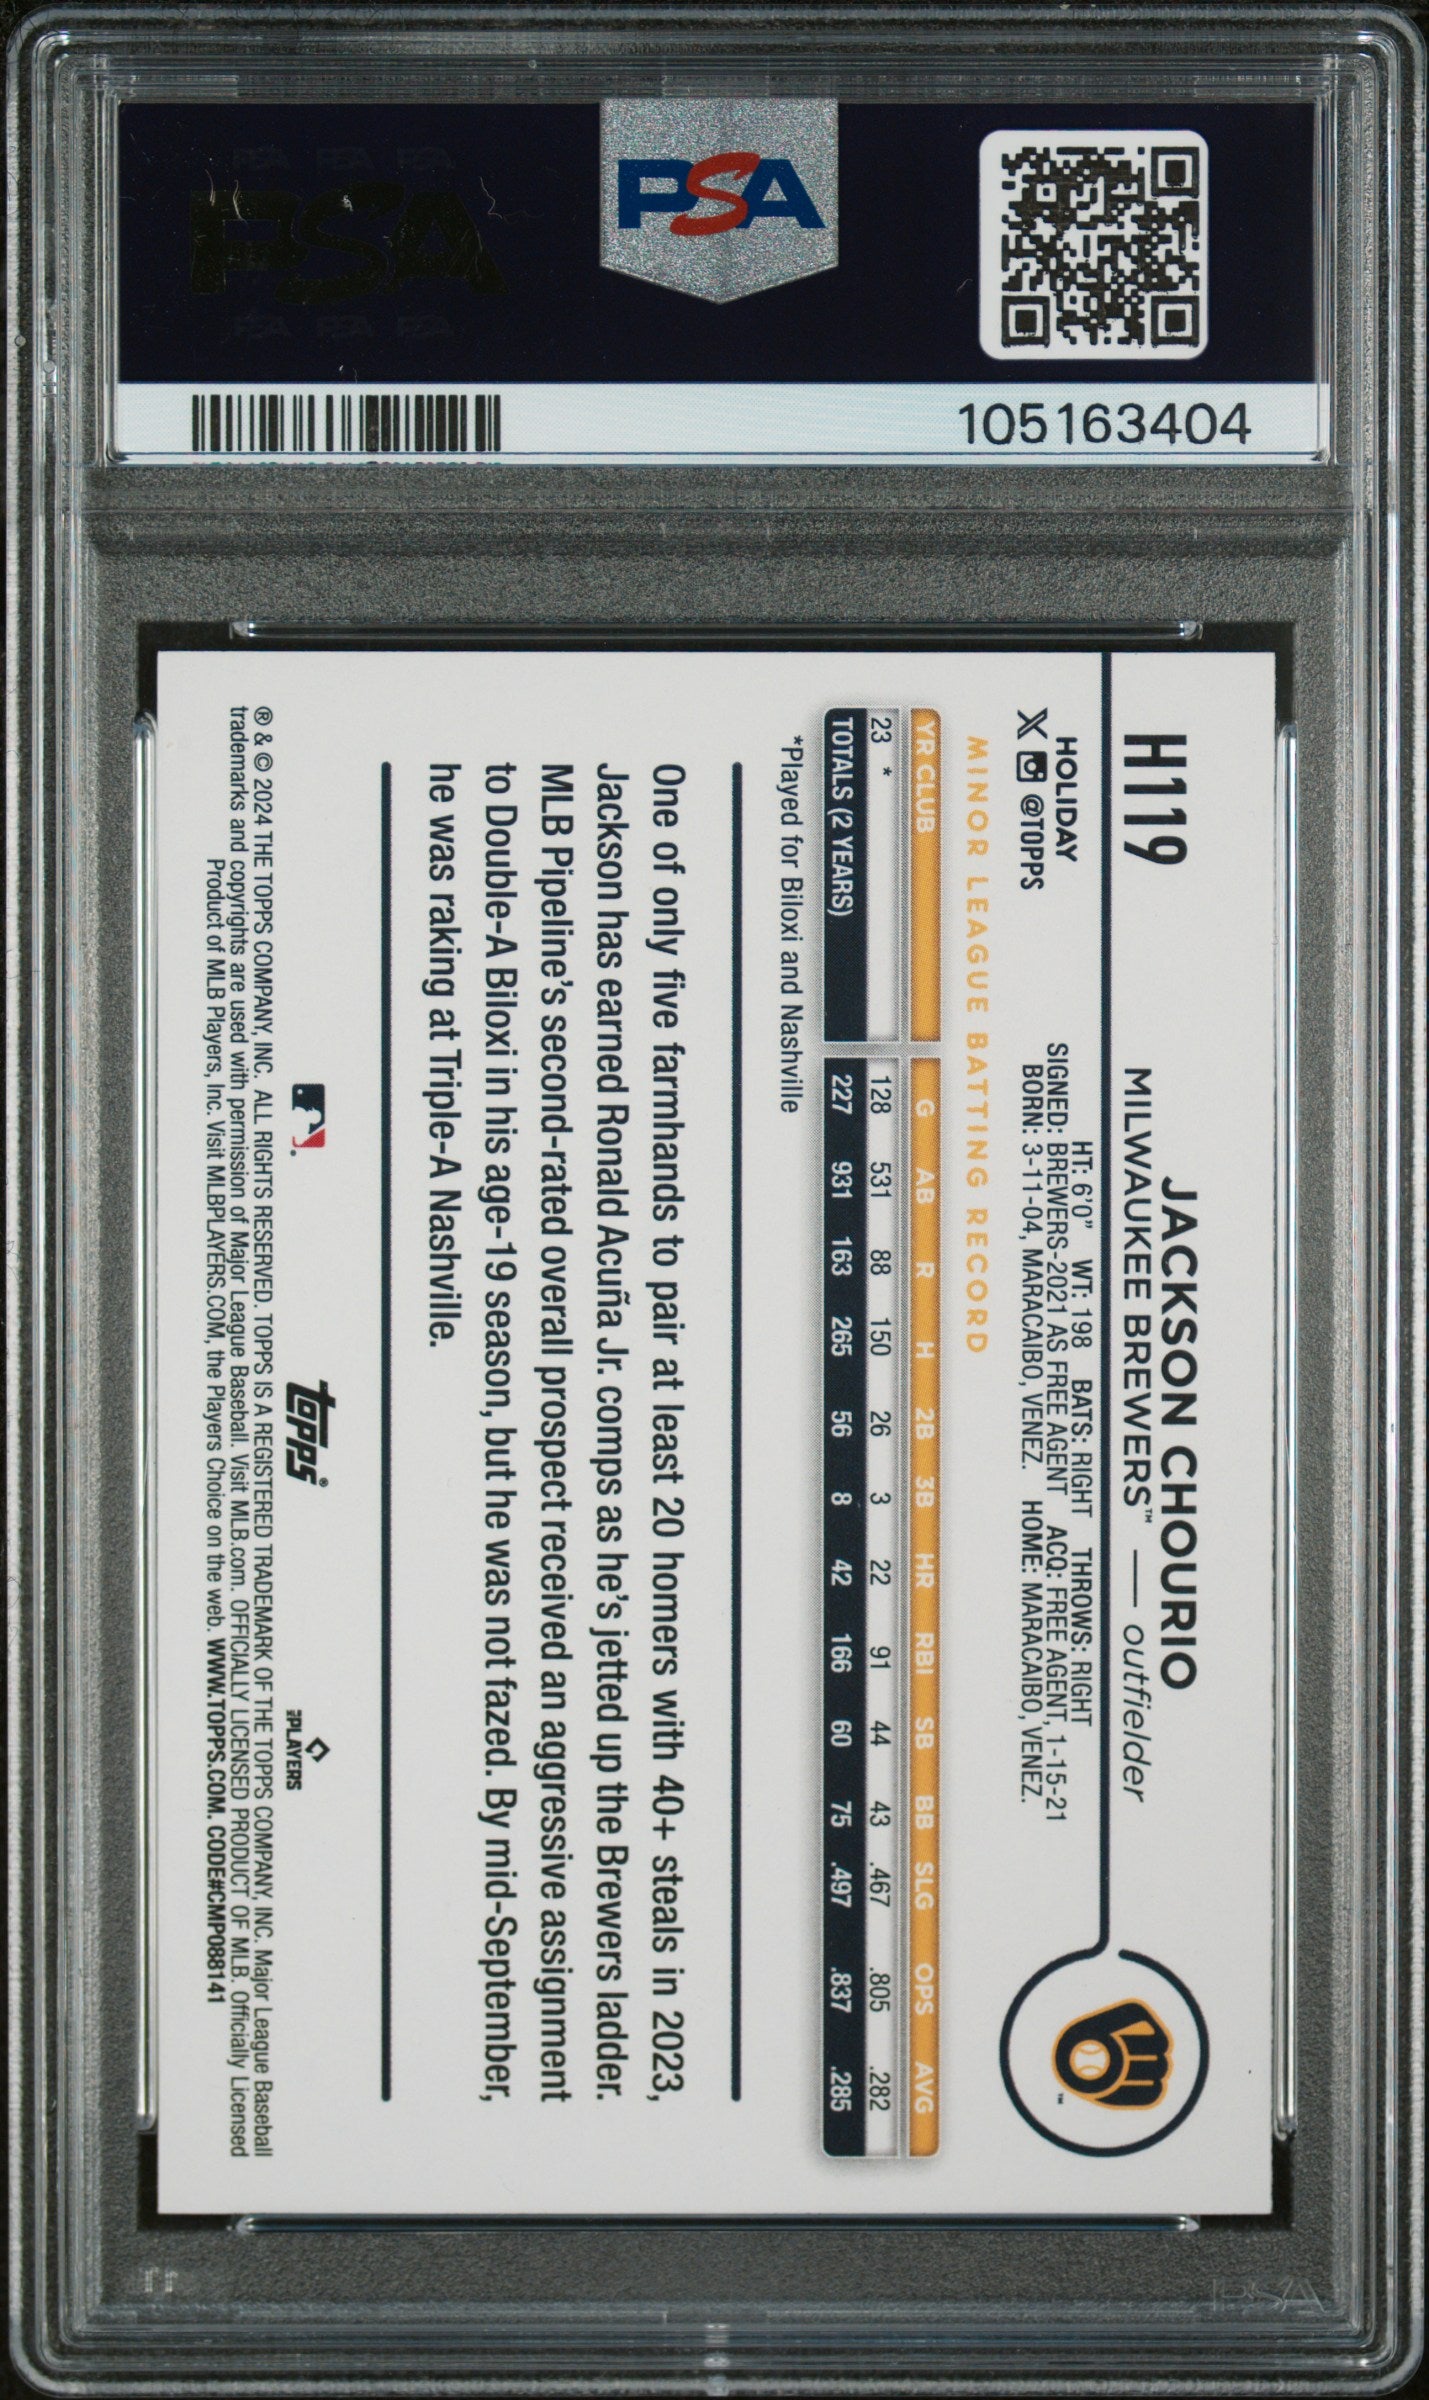 PSA
105163404
H119
JACKSON CHOURIO
MILWAUKEE BREWERS™ — outfielder
HOLIDAY
X @TOPPS
HT: 6'0" WT: 198 BATS: RIGHT THROWS: RIGHT
SIGNED: BREWERS-2021 AS FREE AGENT ACQ: FREE AGENT, 1-15-21
BORN: 3-11-04, MARACAIBO, VENEZ. HOME: MARACAIBO, VENEZ.
MINOR LEAGUE BATTING RECORD
YR CLUB G AB R H 2B 3B HR RBI SB BB SLG OPS AVG
23 * 128 531 88 150 26 3 22 91 44 43 .467 .805 .282
TOTALS (2 YEARS) 227 931 163 265 56 8 42 166 60 75 .497 .837 .285
*Played for Biloxi and Nashville
One of only five farmhands to pair at least 20 homers with 40+ steals in 2023,
Jackson has earned Ronald Acuña Jr. comps as he's jetted up the Brewers ladder.
MLB Pipeline's second-rated overall prospect received an aggressive assignment
to Double-A Biloxi in his age-19 season, but he was not fazed. By mid-September,
he was raking at Triple-A Nashville.
topps®
PLAYERS
® & © 2024 THE TOPPS COMPANY, INC. ALL RIGHTS RESERVED. TOPPS IS A REGISTERED TRADEMARK OF THE TOPPS COMPANY, INC. Major League Baseball
trademarks and copyrights are used with permission of Major League Baseball. Visit MLB.com. OFFICIALLY LICENSED PRODUCT OF MLB. Officially Licensed
Product of MLB Players, Inc. Visit MLBPLAYERS.COM, the Players Choice on the web. WWW.TOPPS.COM. CODE#CMP088141
PSA